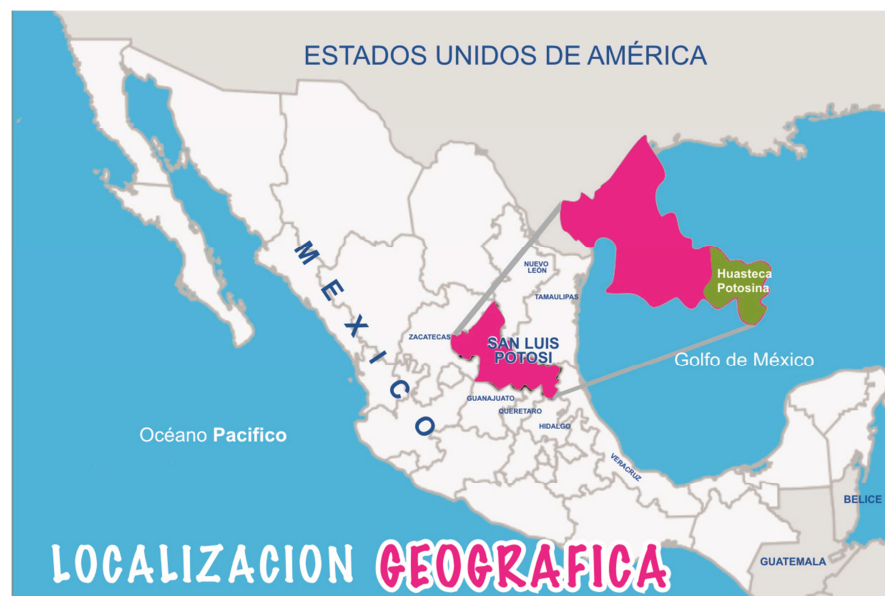 ESTADOS UNIDOS DE AMÉRICA
MEXICO
NUEVO
LEÓN
TAMAULIPAS
ZACATECAS
SAN LUIS
POTOSI
Huasteca
Potosina
Golfo de México
GUANAJUATO
QUERETARO
HIDALGO
VERACRUZ
Océano Pacifico
BELICE
GUATEMALA
LOCALIZACION GEOGRAFICA